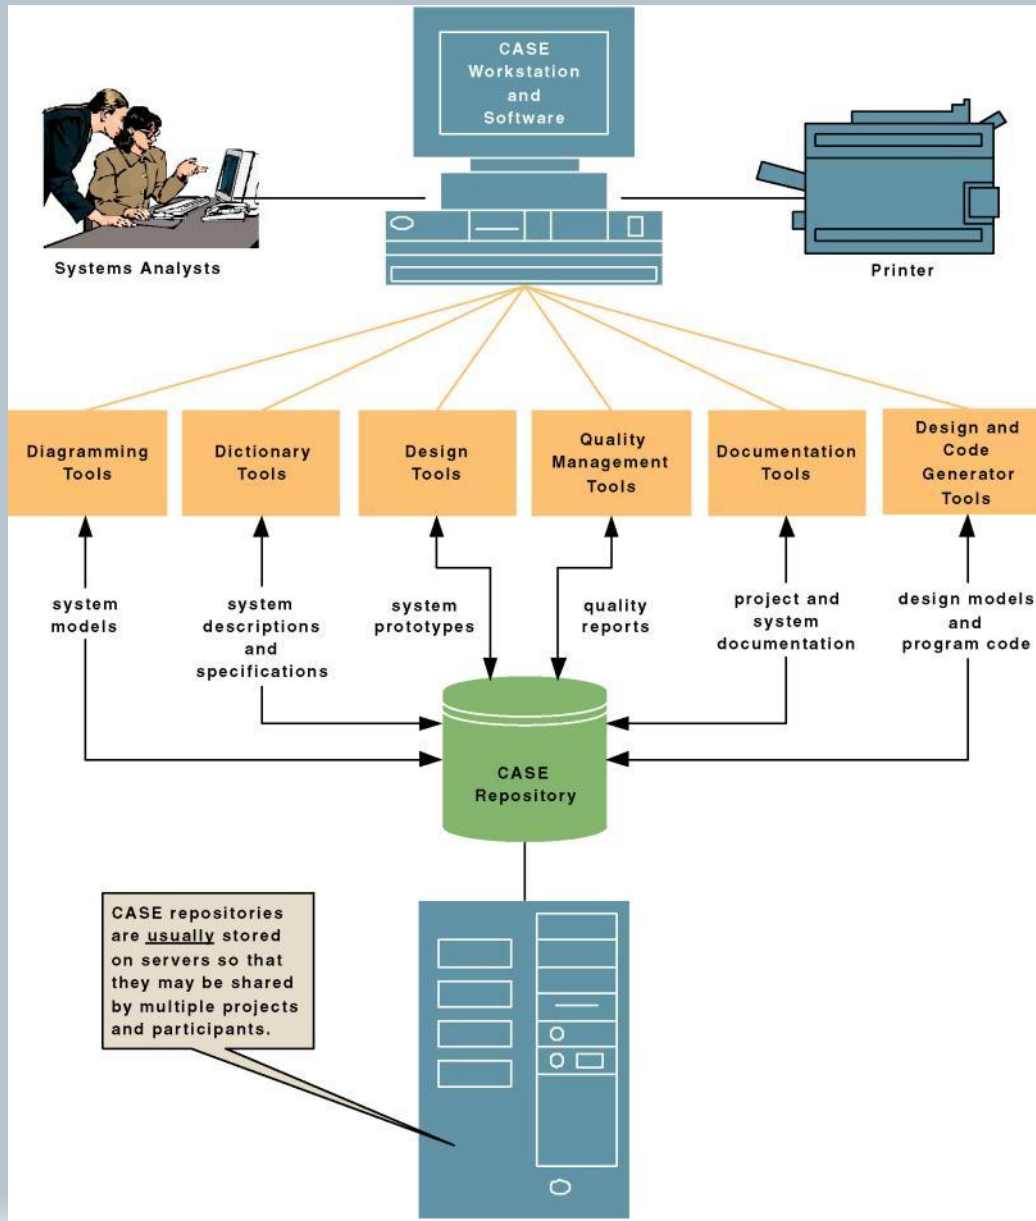 CASE
Workstation
and
Software
Systems Analysts
Printer
Diagramming
Tools
Dictionary
Tools
Design
Tools
Quality
Management
Tools
Documentation
Tools
Design and
Code
Generator
Tools
system
models
system
descriptions
and
specifications
system
prototypes
quality
reports
project and
system
documentation
design models
and
program code
CASE
Repository
CASE repositories
are usually stored
on servers so that
they may be shared
by multiple projects
and participants.